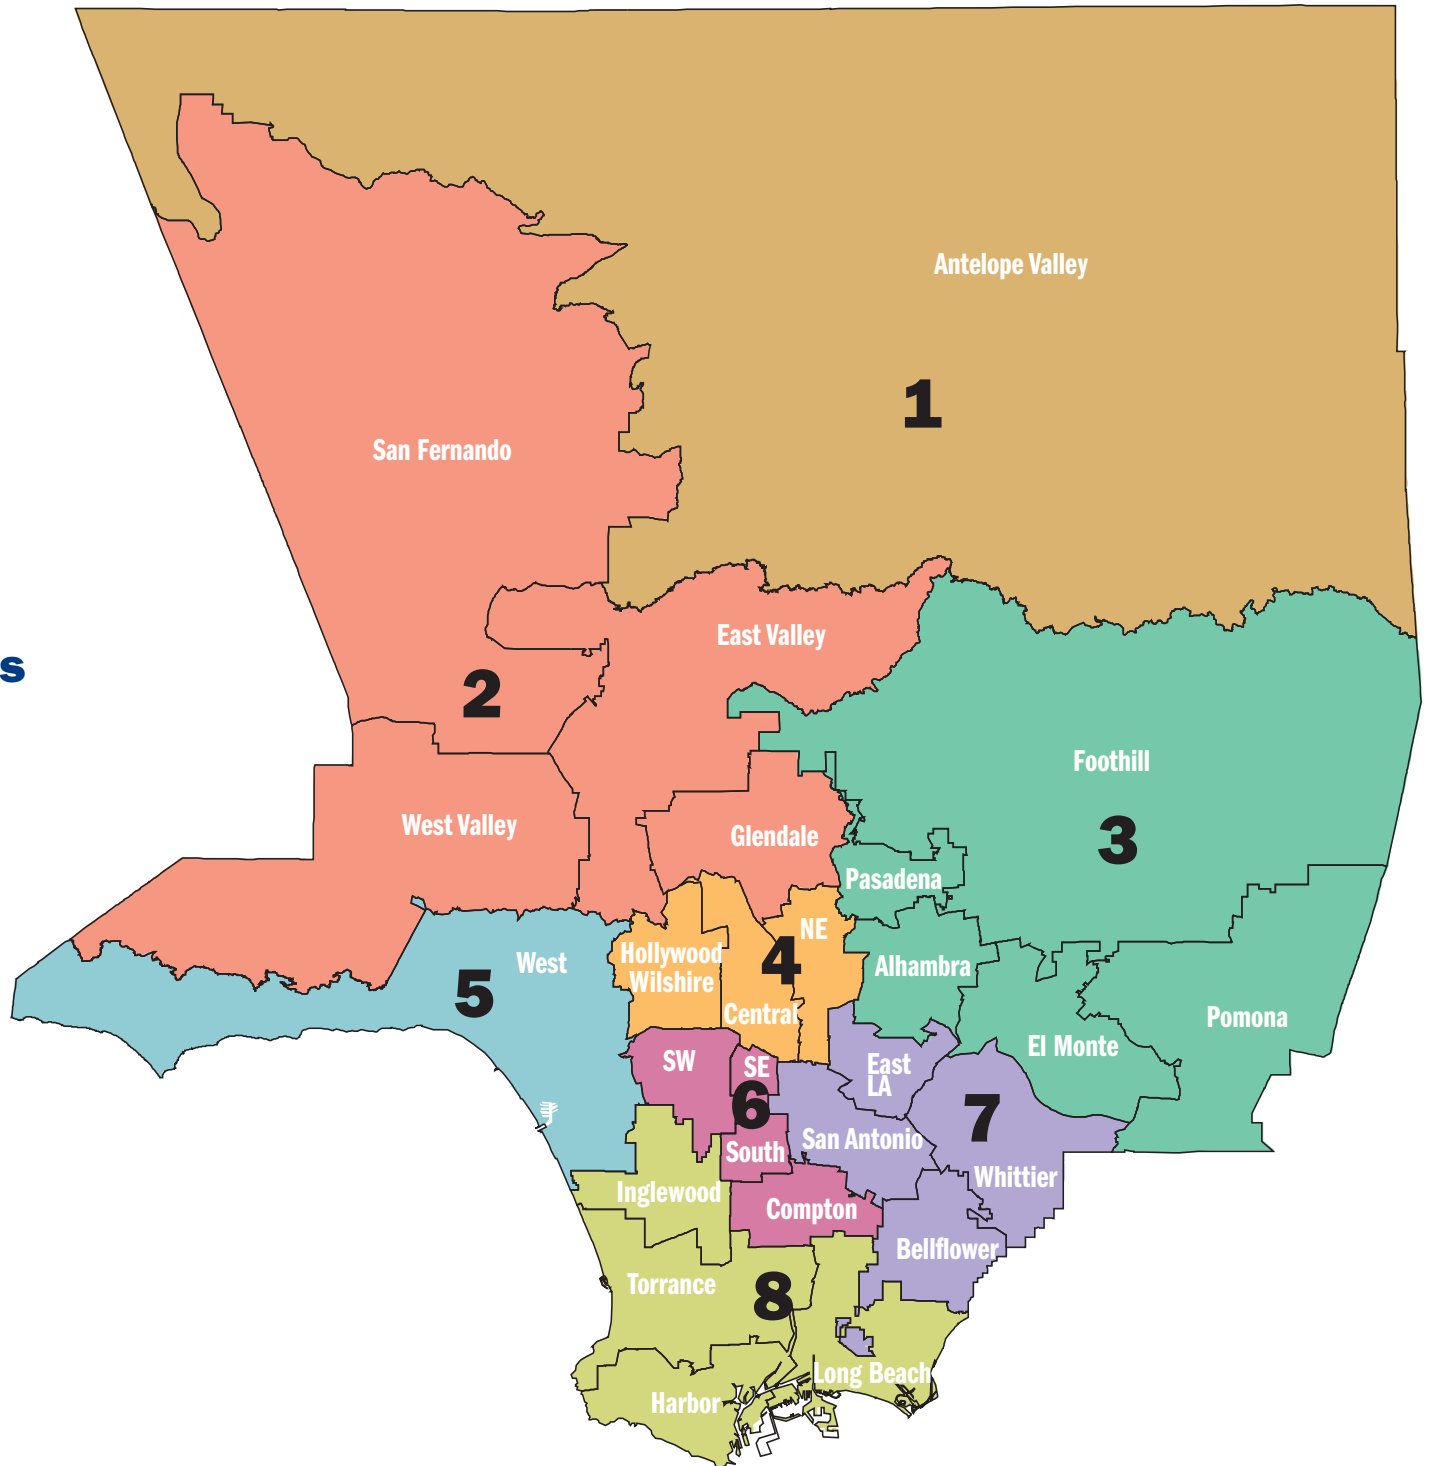 Antelope Valley
1
San Fernando
East Valley
s
2
Foothill
West Valley
Glendale
3
Pasadena
NE
Hollywood
Wilshire
4
West
5
Alhambra
Central
Pomona
El Monte
SW
SE
East
LA
6
7
San Antonio
South
Whittier
Inglewood
Compton
Bellflower
Torrance
8
Long Beach
Harbor